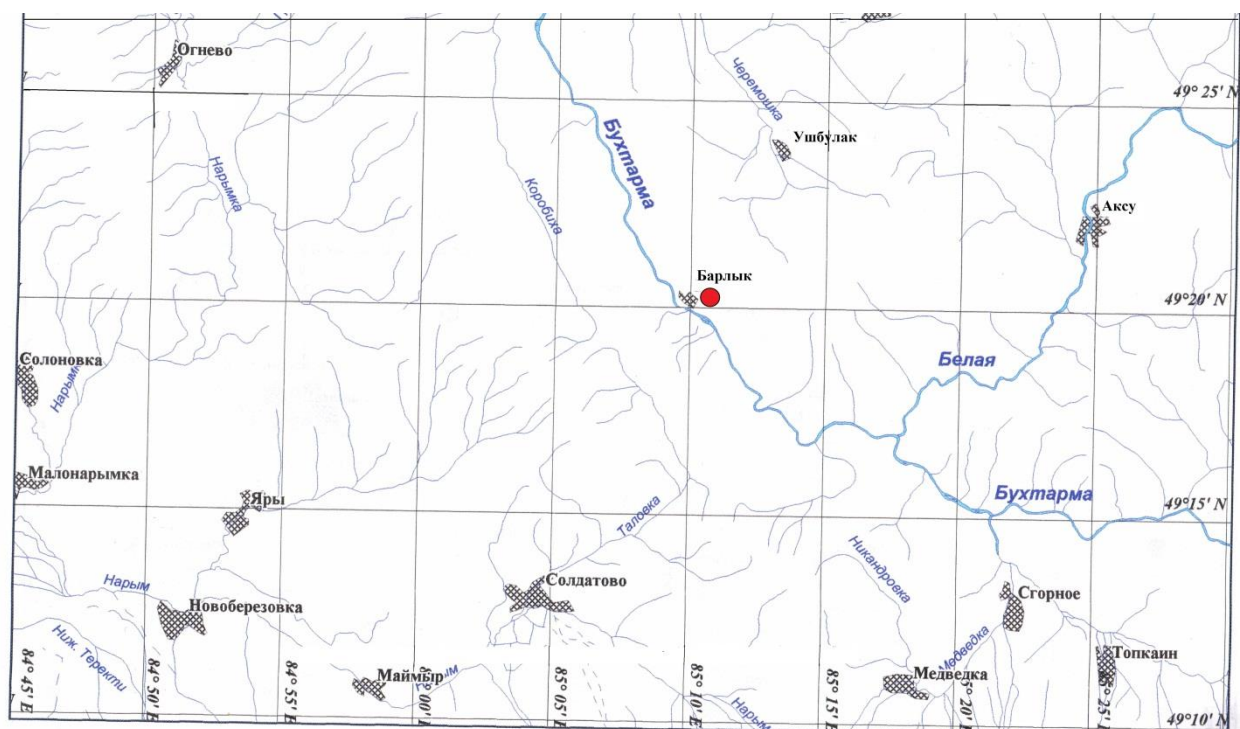 Огнево
Черемошка
49° 25' N
Ушбулак
Бухтарма
Нарымка
Коробиха
Аксу
Барлык
49°20' N
Солоновка
Белая
Малонарымка
Яры
Бухтарма
49°15' N
Таловка
Никандровка
Нарым
Солдатово
Сгорное
Новоберезовка
Медведка
Ниж. Теректи
Маймыр
Медведка
Топкаин
Нарым
84° 45' E
84° 50' E
84° 55' E
85° 05' E
85° 10' E
85° 15' E
85° 25' E
49°10' N